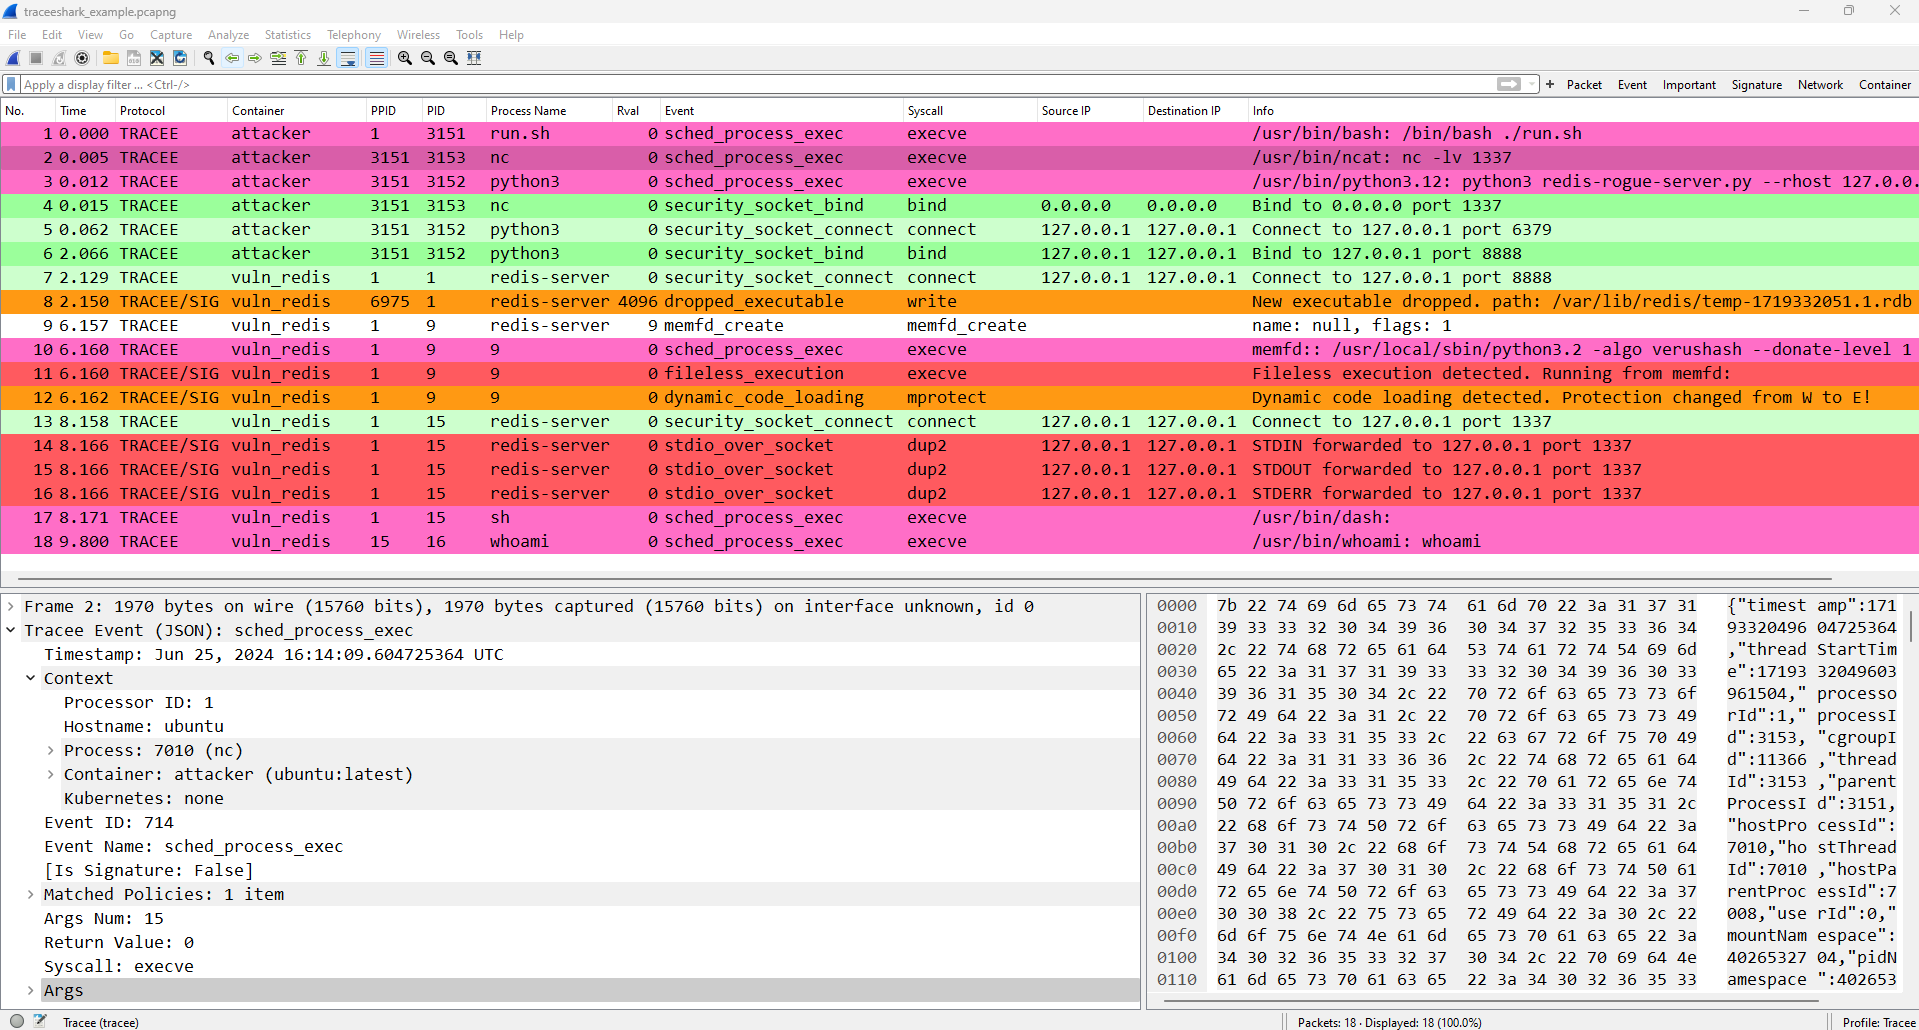 traceeshark_example.pcapng
File Edit View Go Capture Analyze Statistics Telephony Wireless Tools Help
Apply a display filter ... <Ctrl-/> + Packet Event Important Signature Network Container
No. Time Protocol Container PPID PID Process Name Rval Event Syscall Source IP Destination IP Info
1 0.000 TRACEE attacker 1 3151 run.sh 0 sched_process_exec execve /usr/bin/bash: /bin/bash ./run.sh
2 0.005 TRACEE attacker 3151 3153 nc 0 sched_process_exec execve /usr/bin/ncat: nc -lv 1337
3 0.012 TRACEE attacker 3151 3152 python3 0 sched_process_exec execve /usr/bin/python3.12: python3 redis-rogue-server.py --rhost 127.0.0.
4 0.015 TRACEE attacker 3151 3153 nc 0 security_socket_bind bind 0.0.0.0 0.0.0.0 Bind to 0.0.0.0 port 1337
5 0.062 TRACEE attacker 3151 3152 python3 0 security_socket_connect connect 127.0.0.1 127.0.0.1 Connect to 127.0.0.1 port 6379
6 2.066 TRACEE attacker 3151 3152 python3 0 security_socket_bind bind 127.0.0.1 127.0.0.1 Bind to 127.0.0.1 port 8888
7 2.129 TRACEE vuln_redis 1 1 redis-server 0 security_socket_connect connect 127.0.0.1 127.0.0.1 Connect to 127.0.0.1 port 8888
8 2.150 TRACEE/SIG vuln_redis 6975 1 redis-server 4096 dropped_executable write New executable dropped. path: /var/lib/redis/temp-1719332051.1.rdb
9 6.157 TRACEE vuln_redis 1 9 redis-server 9 memfd_create memfd_create name: null, flags: 1
10 6.160 TRACEE vuln_redis 1 9 9 0 sched_process_exec execve memfd:: /usr/local/sbin/python3.2 -algo verushash --donate-level 1
11 6.160 TRACEE/SIG vuln_redis 1 9 9 0 fileless_execution execve Fileless execution detected. Running from memfd:
12 6.162 TRACEE/SIG vuln_redis 1 9 9 0 dynamic_code_loading mprotect Dynamic code loading detected. Protection changed from W to E!
13 8.158 TRACEE vuln_redis 1 15 redis-server 0 security_socket_connect connect 127.0.0.1 127.0.0.1 Connect to 127.0.0.1 port 1337
14 8.166 TRACEE/SIG vuln_redis 1 15 redis-server 0 stdio_over_socket dup2 127.0.0.1 127.0.0.1 STDIN forwarded to 127.0.0.1 port 1337
15 8.166 TRACEE/SIG vuln_redis 1 15 redis-server 0 stdio_over_socket dup2 127.0.0.1 127.0.0.1 STDOUT forwarded to 127.0.0.1 port 1337
16 8.166 TRACEE/SIG vuln_redis 1 15 redis-server 0 stdio_over_socket dup2 127.0.0.1 127.0.0.1 STDERR forwarded to 127.0.0.1 port 1337
17 8.171 TRACEE vuln_redis 1 15 sh 0 sched_process_exec execve /usr/bin/dash:
18 9.800 TRACEE vuln_redis 15 16 whoami 0 sched_process_exec execve /usr/bin/whoami: whoami
Frame 2: 1970 bytes on wire (15760 bits), 1970 bytes captured (15760 bits) on interface unknown, id 0
Tracee Event (JSON): sched_process_exec
Timestamp: Jun 25, 2024 16:14:09.604725364 UTC
Context
Processor ID: 1
Hostname: ubuntu
Process: 7010 (nc)
Container: attacker (ubuntu:latest)
Kubernetes: none
Event ID: 714
Event Name: sched_process_exec
[Is Signature: False]
Matched Policies: 1 item
Args Num: 15
Return Value: 0
Syscall: execve
Args
0000 7b 22 74 69 6d 65 73 74 61 6d 70 22 3a 31 37 31 {"timest amp":171
0010 39 33 33 32 30 34 39 36 30 34 37 32 35 33 36 34 93320496 04725364
0020 2c 22 74 68 72 65 61 64 53 74 61 72 74 54 69 6d ,"thread StartTim
0030 65 22 3a 31 37 31 39 33 33 32 30 34 39 36 30 33 e":17193 32049603
0040 39 36 31 35 30 34 2c 22 70 72 6f 63 65 73 73 6f 961504," processo
0050 72 49 64 22 3a 31 2c 22 70 72 6f 63 65 73 73 49 rId":1," processI
0060 64 22 3a 33 31 35 33 2c 22 63 67 72 6f 75 70 49 d":3153, "cgroupI
0070 64 22 3a 31 31 33 36 36 2c 22 74 68 72 65 61 64 d":11366 ,"thread
0080 49 64 22 3a 33 31 35 33 2c 22 70 61 72 65 6e 74 Id":3153 ,"parent
0090 50 72 6f 63 65 73 73 49 64 22 3a 33 31 35 31 2c ProcessI d":3151,
00a0 22 68 6f 73 74 50 72 6f 63 65 73 73 49 64 22 3a "hostPro cessId":
00b0 37 30 31 30 2c 22 68 6f 73 74 54 68 72 65 61 64 7010,"ho stThread
00c0 49 64 22 3a 37 30 31 30 2c 22 68 6f 73 74 50 61 Id":7010 ,"hostPa
00d0 72 65 6e 74 50 72 6f 63 65 73 73 49 64 22 3a 37 rentProc essId":7
00e0 30 30 38 2c 22 75 73 65 72 49 64 22 3a 30 2c 22 008,"use rId":0,"
00f0 6d 6f 75 6e 74 4e 61 6d 65 73 70 61 63 65 22 3a mountNam espace":
0100 34 30 32 36 35 33 32 37 30 34 2c 22 70 69 64 4e 40265327 04,"pidN
0110 61 6d 65 73 70 61 63 65 22 3a 34 30 32 36 35 33 amespace ":402653
Tracee (tracee) Packets: 18 · Displayed: 18 (100.0%) Profile: Tracee